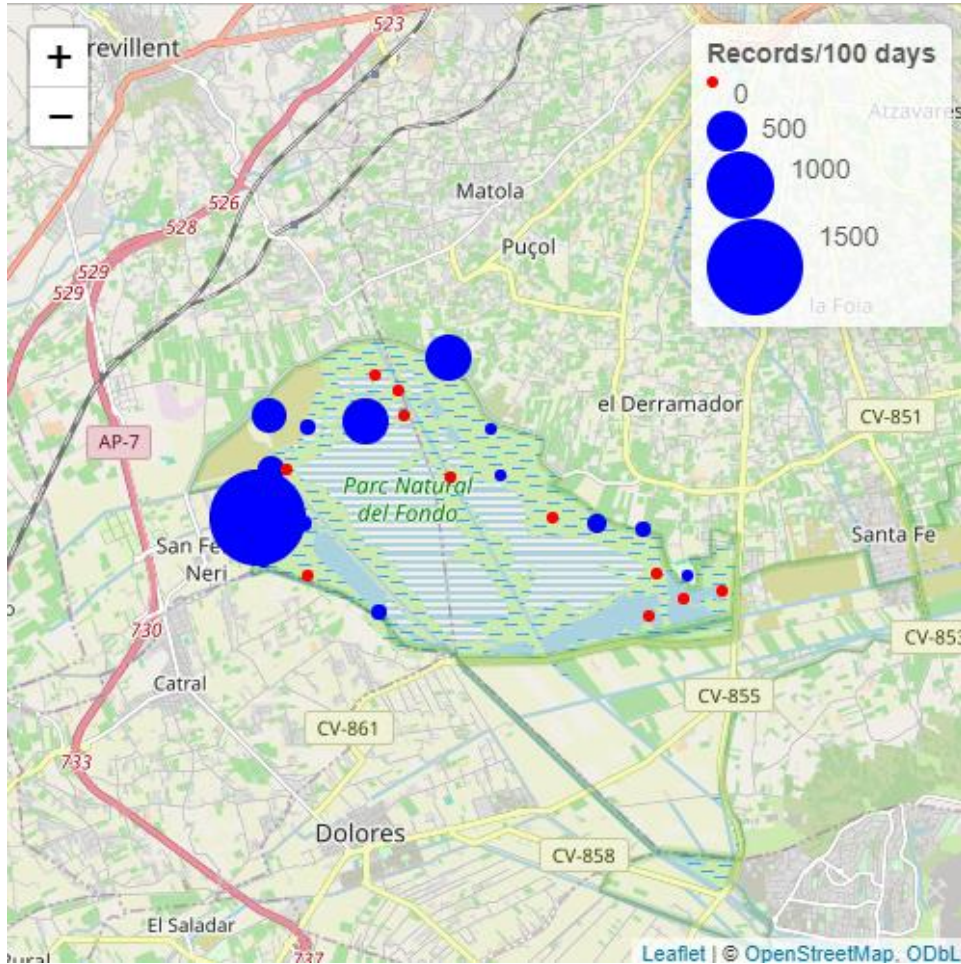 +
−
revillent
523
Records/100 days
0
500
1000
1500
Atzavares
la Foia
Matola
Puçol
526
528
529
529
el Derramador
CV-851
AP-7
Parc Natural
del Fondo
San Fe
Neri
Santa Fe
730
CV-853
Catral
CV-855
CV-861
733
Dolores
CV-858
El Saladar
737
Leaflet | © OpenStreetMap, ODbL